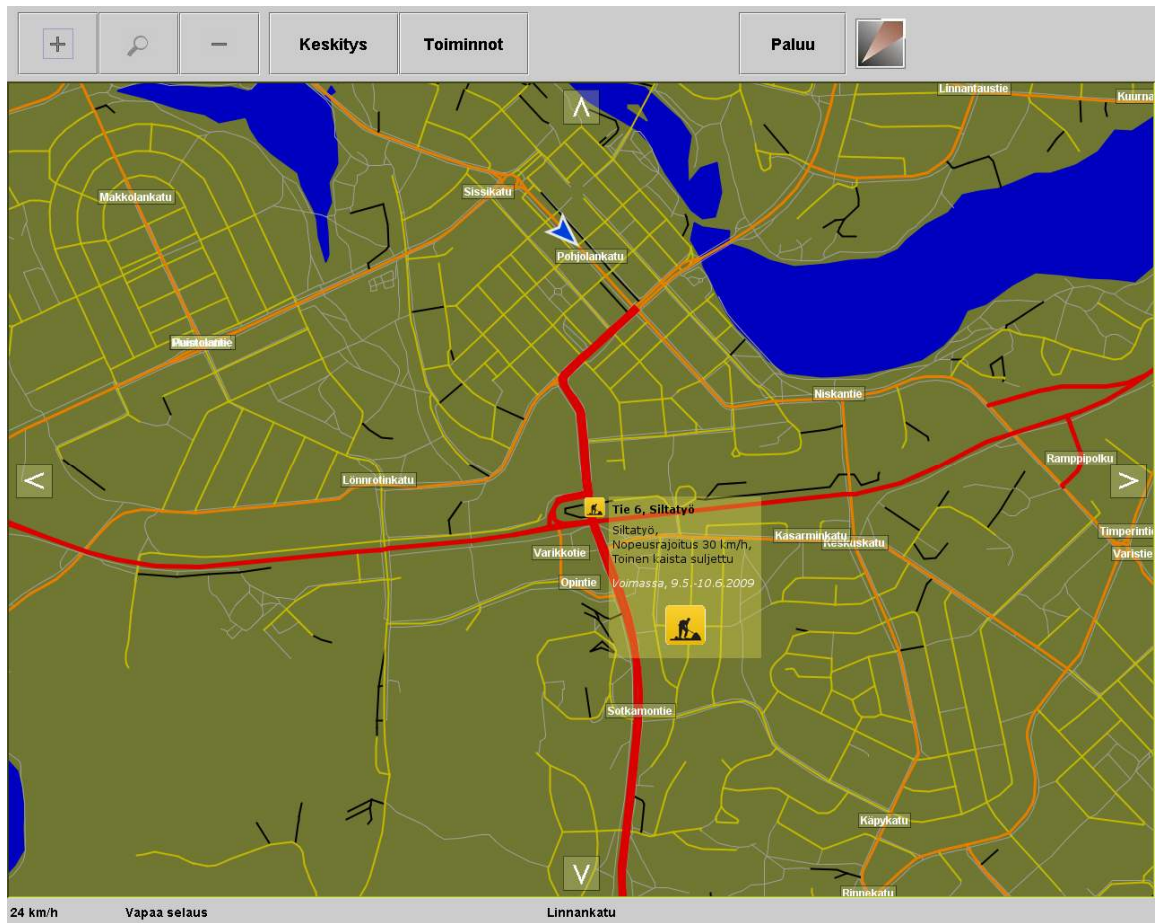 + −
Keskitys
Toiminnot
Paluu
Linnantaustie
Kuurna
Λ
Makkolankatu
Sissikatu
Pohjolankatu
Niskantie
Lönnrotinkatu
<
Ramppipolku
>
Tie 6, Siltatyö
Siltatyö,
Nopeusrajoitus 30 km/h,
Toinen kaista suljettu
Voimassa, 9.5.-10.6.2009
Kasarminkatu
Keskuskatu
Timperintie
Varistie
Varikkotie
Opintie
Sotkamontie
Käpykatu
V
Rinnekatu
24 km/h
Vapaa selaus
Linnankatu